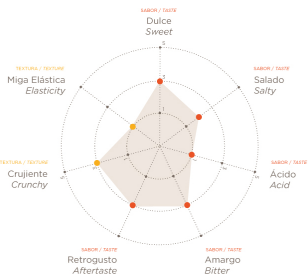 SABOR / TASTE
Dulce
Sweet
5
TEXTURA / TEXTURE
Miga Elástica
Elasticity
SABOR / TASTE
Salado
Salty
3
1
TEXTURA / TEXTURE
Crujiente
Crunchy
SABOR / TASTE
Ácido
Acid
SABOR / TASTE
Retrogusto
Aftertaste
SABOR / TASTE
Amargo
Bitter